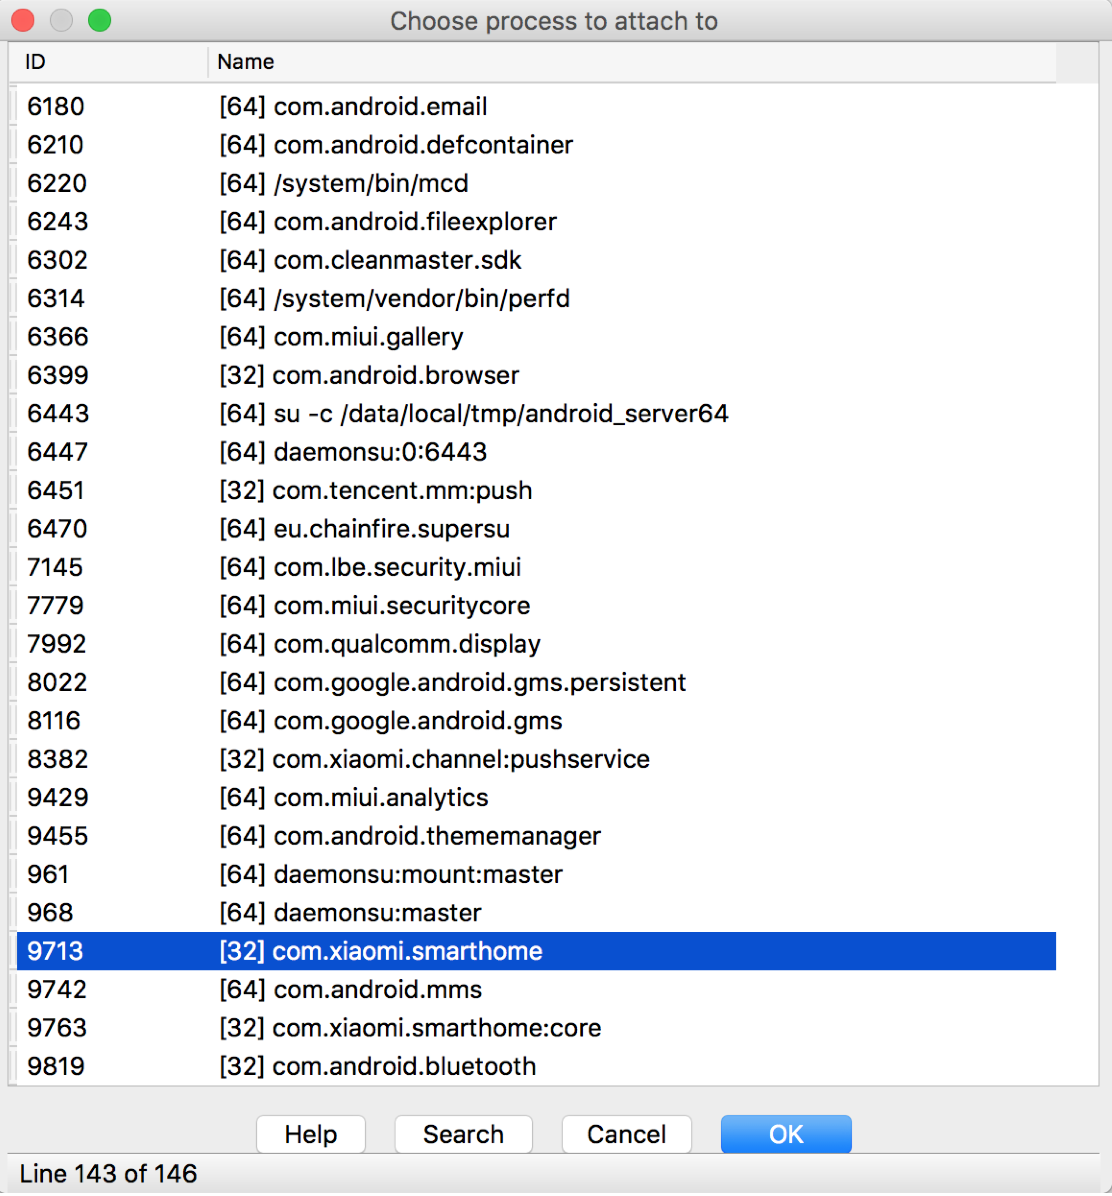 Choose process to attach to
ID Name
6180 [64] com.android.email
6210 [64] com.android.defcontainer
6220 [64] /system/bin/mcd
6243 [64] com.android.fileexplorer
6302 [64] com.cleanmaster.sdk
6314 [64] /system/vendor/bin/perfd
6366 [64] com.miui.gallery
6399 [32] com.android.browser
6443 [64] su -c /data/local/tmp/android_server64
6447 [64] daemonsu:0:6443
6451 [32] com.tencent.mm:push
6470 [64] eu.chainfire.supersu
7145 [64] com.lbe.security.miui
7779 [64] com.miui.securitycore
7992 [64] com.qualcomm.display
8022 [64] com.google.android.gms.persistent
8116 [64] com.google.android.gms
8382 [32] com.xiaomi.channel:pushservice
9429 [64] com.miui.analytics
9455 [64] com.android.thememanager
961 [64] daemonsu:mount:master
968 [64] daemonsu:master
9713 [32] com.xiaomi.smarthome
9742 [64] com.android.mms
9763 [32] com.xiaomi.smarthome:core
9819 [32] com.android.bluetooth
Help Search Cancel OK
Line 143 of 146